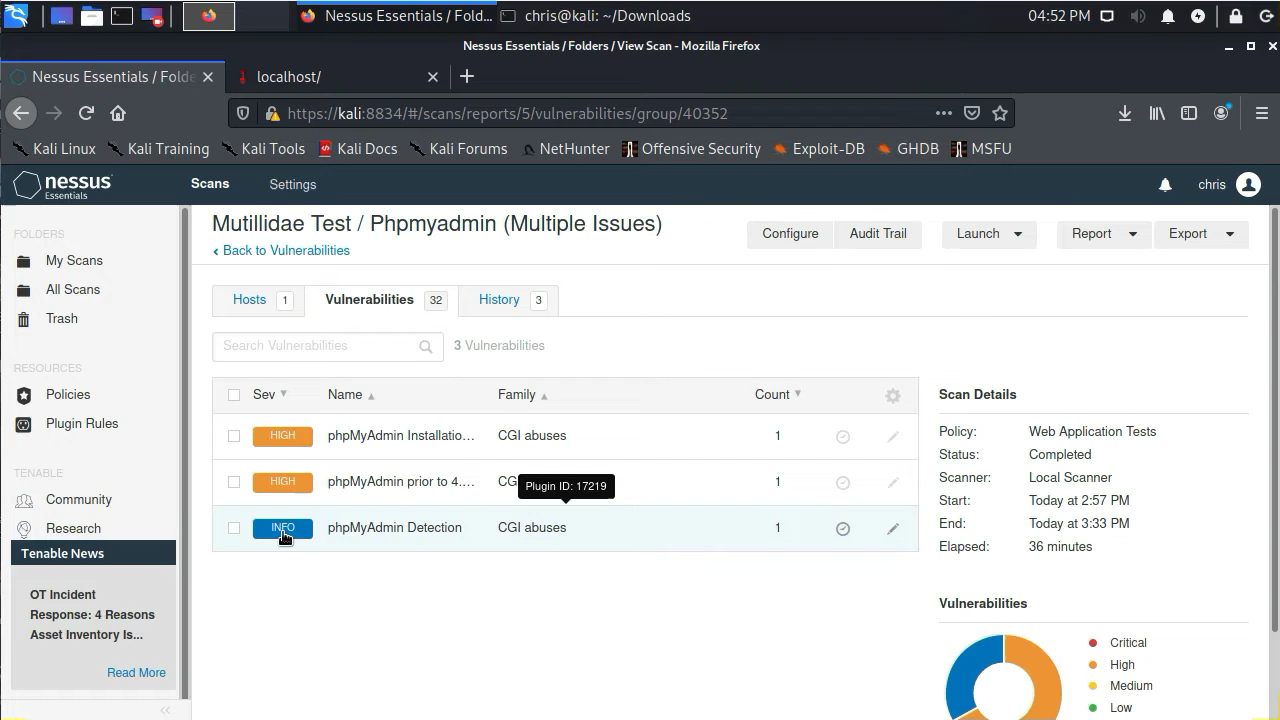 Nessus Essentials / Fold...
chris@kali: ~/Downloads
04:52 PM
Nessus Essentials / Folders / View Scan - Mozilla Firefox
Nessus Essentials / Folde
localhost/
https://kali:8834/#/scans/reports/5/vulnerabilities/group/40352
Kali Linux
Kali Training
Kali Tools
Kali Docs
Kali Forums
NetHunter
Offensive Security
Exploit-DB
GHDB
MSFU
nessus
Essentials
Scans
Settings
chris
FOLDERS
My Scans
All Scans
Trash
RESOURCES
Policies
Plugin Rules
TENABLE
Community
Research
Tenable News
OT Incident
Response: 4 Reasons
Asset Inventory Is...
Read More
Mutillidae Test / Phpmyadmin (Multiple Issues)
Back to Vulnerabilities
Configure
Audit Trail
Launch
Report
Export
Hosts 1
Vulnerabilities 32
History 3
Search Vulnerabilities
3 Vulnerabilities
Sev Name Family Count
HIGH phpMyAdmin Installatio... CGI abuses 1
HIGH phpMyAdmin prior to 4.... CG 1
Plugin ID: 17219
INFO phpMyAdmin Detection CGI abuses 1
Scan Details
Policy: Web Application Tests
Status: Completed
Scanner: Local Scanner
Start: Today at 2:57 PM
End: Today at 3:33 PM
Elapsed: 36 minutes
Vulnerabilities
Critical
High
Medium
Low